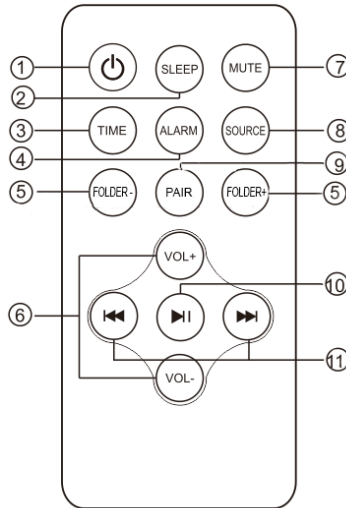 ① SLEEP MUTE ⑦
②
③ TIME ALARM SOURCE ⑧
④ ⑨
⑤ FOLDER- PAIR FOLDER+ ⑤
VOL+
⑩
⑥
⑪
VOL-